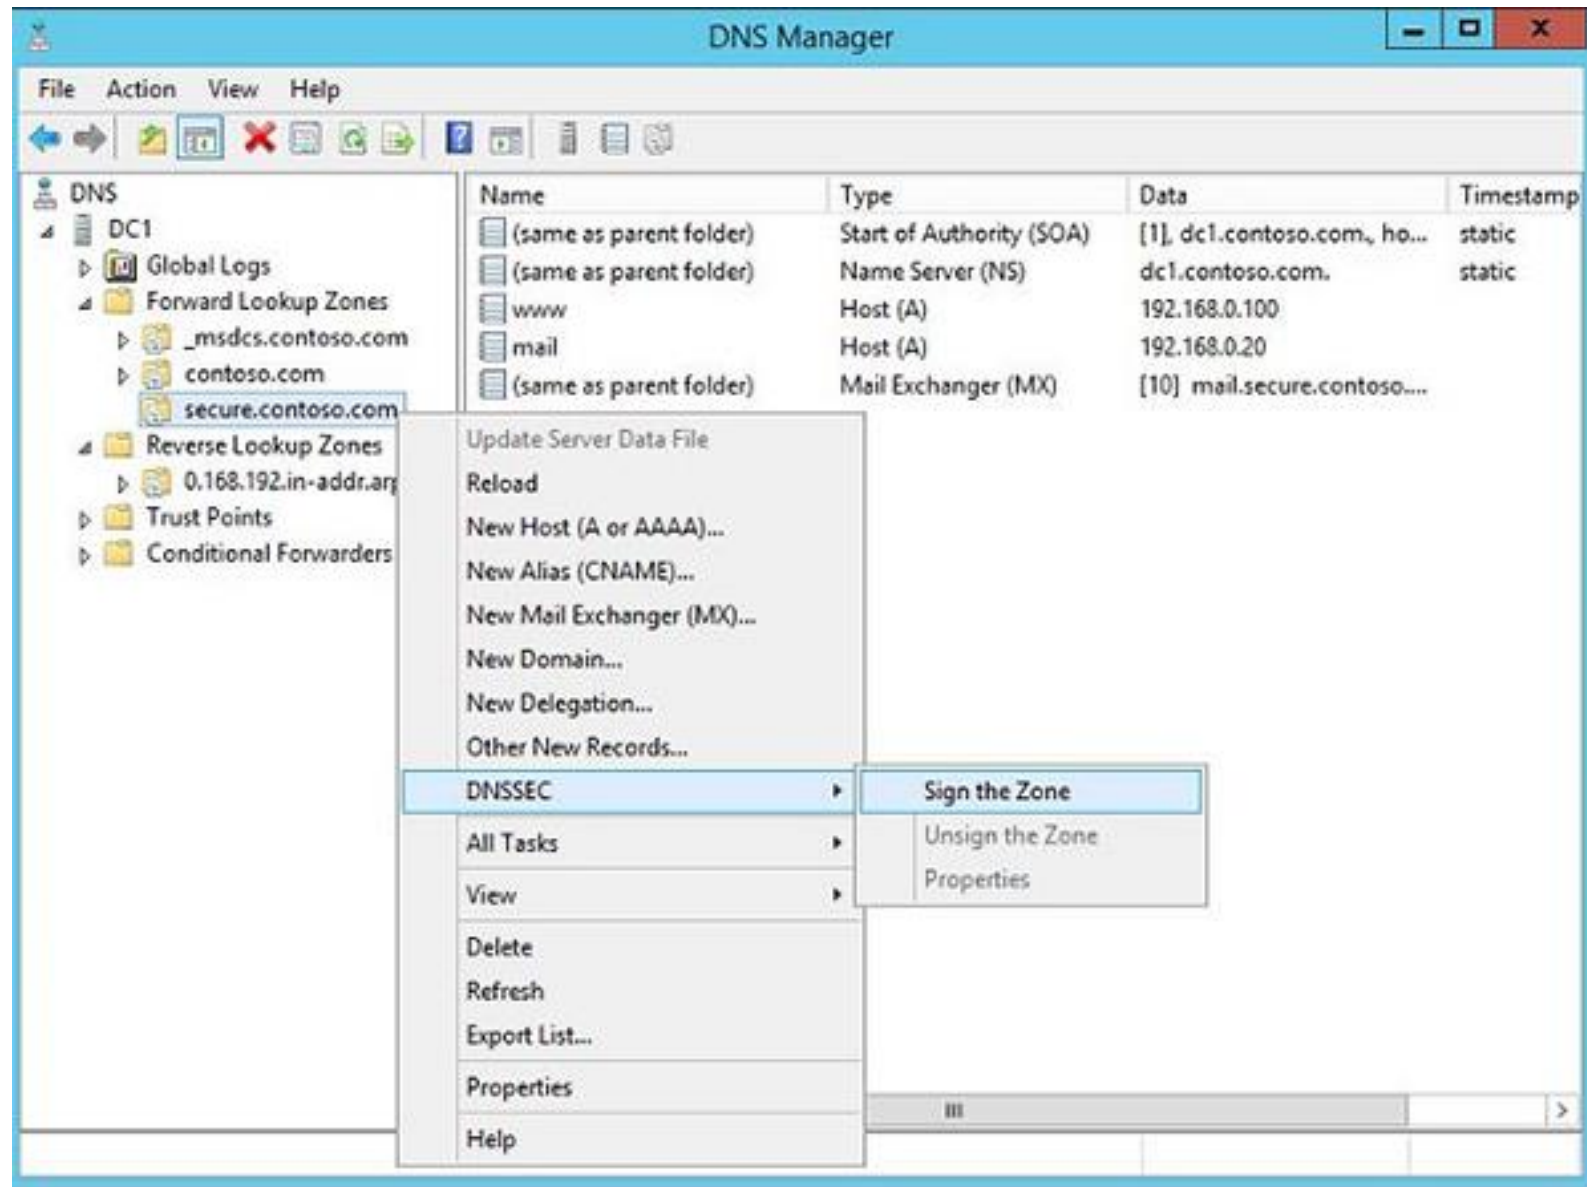 DNS Manager
File Action View Help
DNS
DC1
Global Logs
Forward Lookup Zones
_msdcs.contoso.com
contoso.com
secure.contoso.com
Reverse Lookup Zones
0.168.192.in-addr.arp
Trust Points
Conditional Forwarders
Name Type Data Timestamp
(same as parent folder) Start of Authority (SOA) [1], dc1.contoso.com., ho... static
(same as parent folder) Name Server (NS) dc1.contoso.com. static
www Host (A) 192.168.0.100
mail Host (A) 192.168.0.20
(same as parent folder) Mail Exchanger (MX) [10] mail.secure.contoso....
Update Server Data File
Reload
New Host (A or AAAA)...
New Alias (CNAME)...
New Mail Exchanger (MX)...
New Domain...
New Delegation...
Other New Records...
DNSSEC
All Tasks
View
Delete
Refresh
Export List...
Properties
Help
Sign the Zone
Unsign the Zone
Properties